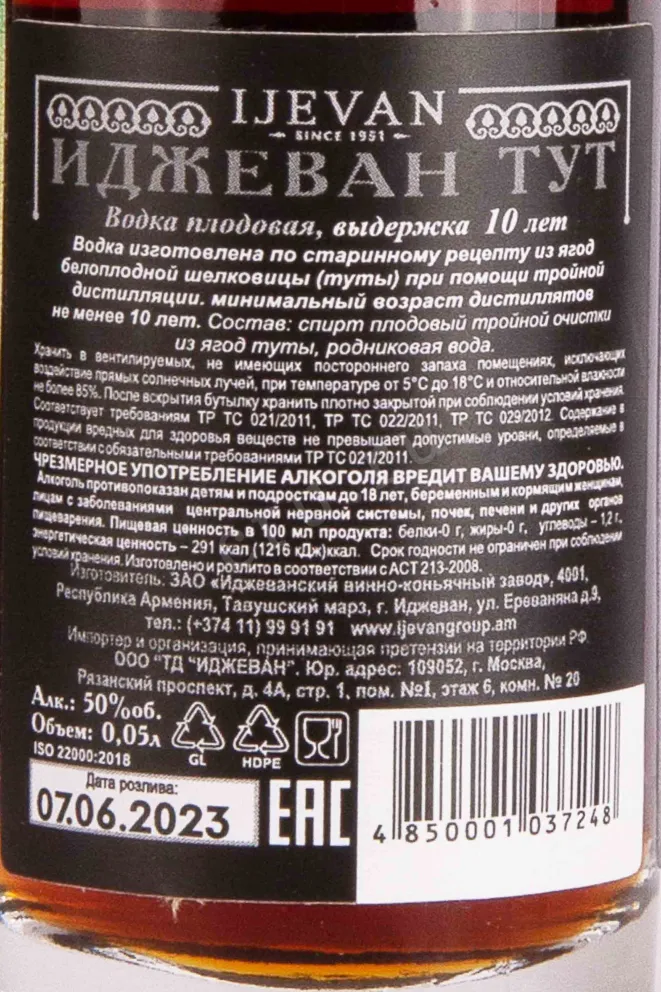 IJEVAN
SINCE 1951
ИДЖЕВАН ТУТ
Водка плодовая, выдержка 10 лет
Водка изготовлена по старинному рецепту из ягод
белоплодной шелковицы (туты) при помощи тройной
дистилляции. минимальный возраст дистиллятов
не менее 10 лет. Состав: спирт плодовый тройной очистки
из ягод туты, родниковая вода.
Хранить в вентилируемых, не имеющих постороннего запаха помещениях, исключающих
воздействие прямых солнечных лучей, при температуре от 5°С до 18°С и относительной влажности
не более 85%. После вскрытия бутылку хранить плотно закрытой при соблюдении условий хранения.
Соответствует требованиям ТР ТС 021/2011, ТР ТС 022/2011, ТР ТС 029/2012. Содержание в
продукции вредных для здоровья веществ не превышает допустимые уровни, определяемые в
соответствии с обязательными требованиями ТР ТС 021/2011.
ЧРЕЗМЕРНОЕ УПОТРЕБЛЕНИЕ АЛКОГОЛЯ ВРЕДИТ ВАШЕМУ ЗДОРОВЬЮ.
Алкоголь противопоказан детям и подросткам до 18 лет, беременным и кормящим женщинам,
лицам с заболеваниями центральной нервной системы, почек, печени и других органов
пищеварения. Пищевая ценность в 100 мл продукта: белки-0 г, жиры-0 г, углеводы – 1,2 г,
энергетическая ценность – 291 ккал (1216 кДж)ккал. Срок годности не ограничен при соблюдении
условий хранения. Изготовлено и розлито в соответствии с АСТ 213-2008.
Изготовитель: ЗАО «Иджеванский винно-коньячный завод», 4001,
Республика Армения, Тавушский марз, г. Иджеван, ул. Ереваняна д.9,
тел.: (+374 11) 99 91 91 www.ijevangroup.am
Импортер и организация, принимающая претензии на территории РФ
ООО "ТД "ИДЖЕВАН". Юр. адрес: 109052, г. Москва,
Рязанский проспект, д. 4А, стр. 1, пом. №I, этаж 6, комн. № 20
Алк.: 50%об.
Объем: 0,05л
ISO 22000:2018
GL
HDPE
Дата розлива:
07.06.2023
EAC
4 850001 037248